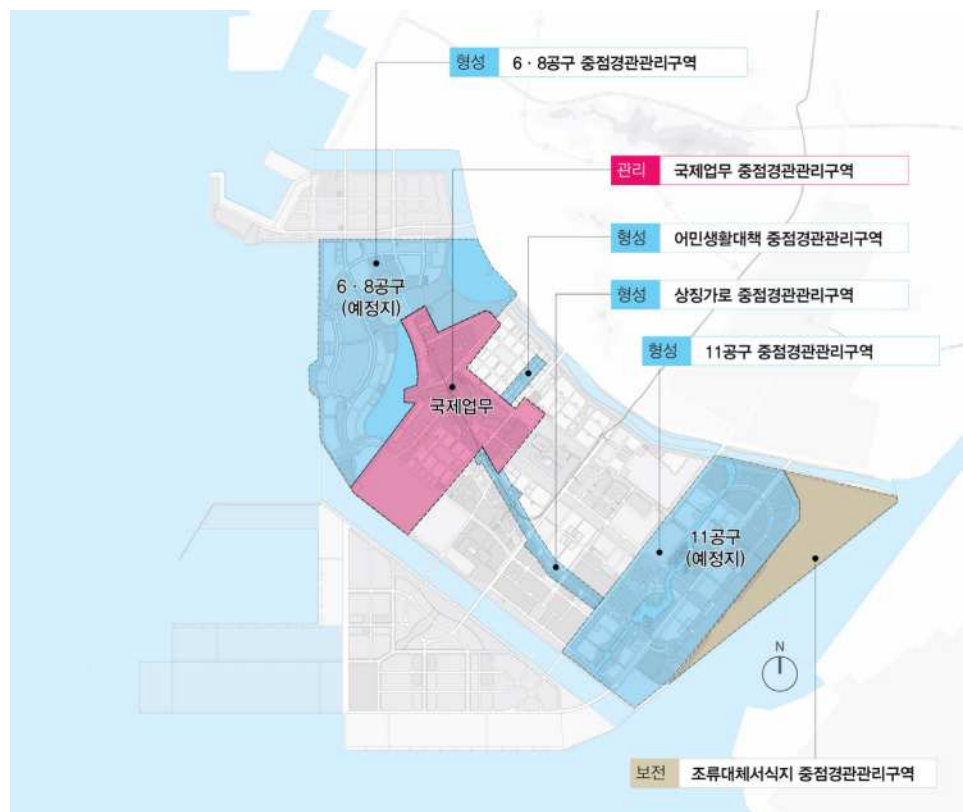 형성 6 · 8공구 중점경관관리구역
관리 국제업무 중점경관관리구역
형성 어민생활대책 중점경관관리구역
형성 상징가로 중점경관관리구역
형성 11공구 중점경관관리구역
6 · 8공구
(예정지)
국제업무
11공구
(예정지)
N
보전 조류대체서식지 중점경관관리구역